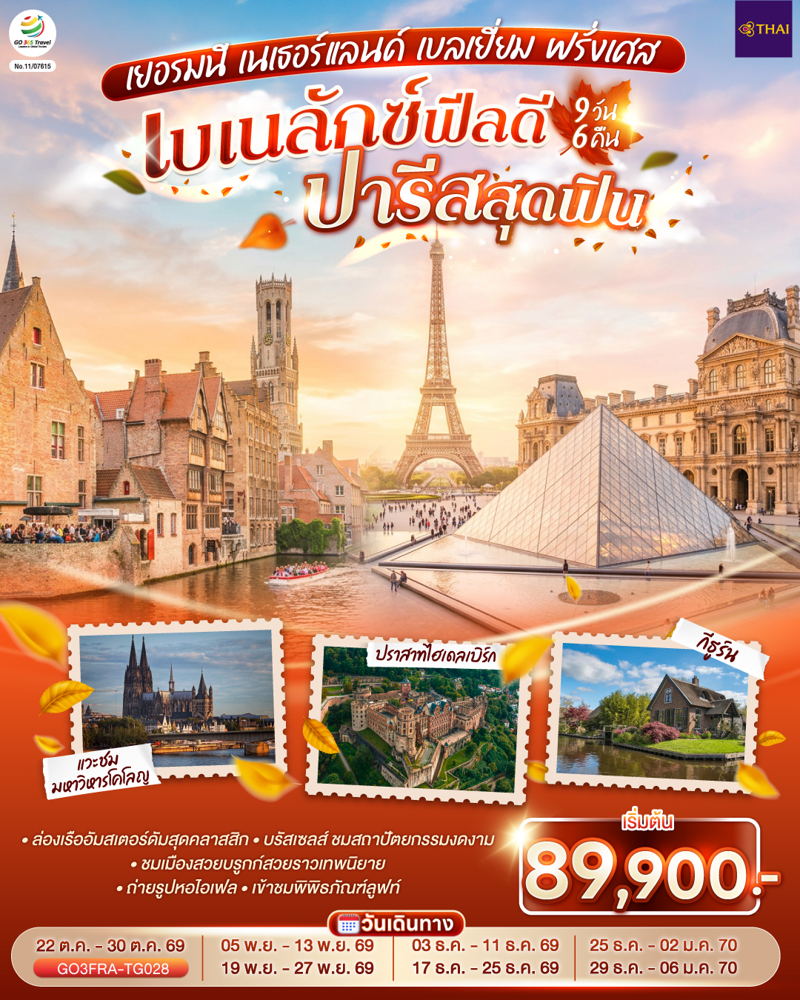 GO 365 Travel
Leaders in Global Tourism
No.11/07615
THAI
เยอรมนี เนเธอร์แลนด์ เบลเยี่ยม ฝรั่งเศส
เบเนลักซ์ฟีลดี
9 วัน
6 คืน
ปารีสสุดฟิน
แวะชม
มหาวิหารโคโลญ
ปราสาทไฮเดลเบิร์ก
กีธูร์น
• ล่องเรืออัมสเตอร์ดัมสุดคลาสสิก • บรัสเซลส์ ชมสถาปัตยกรรมงดงาม
• ชมเมืองสวยบรูกก์สวยราวเทพนิยาย
• ถ่ายรูปหอไอเฟล • เข้าชมพิพิธภัณฑ์ลูฟท์
เริ่มต้น
89,900.-
วันเดินทาง
22 ต.ค. - 30 ต.ค. 69
GO3FRA-TG028
05 พ.ย. - 13 พ.ย. 69
19 พ.ย. - 27 พ.ย. 69
03 ธ.ค. - 11 ธ.ค. 69
17 ธ.ค. - 25 ธ.ค. 69
25 ธ.ค. - 02 ม.ค. 70
29 ธ.ค. - 06 ม.ค. 70